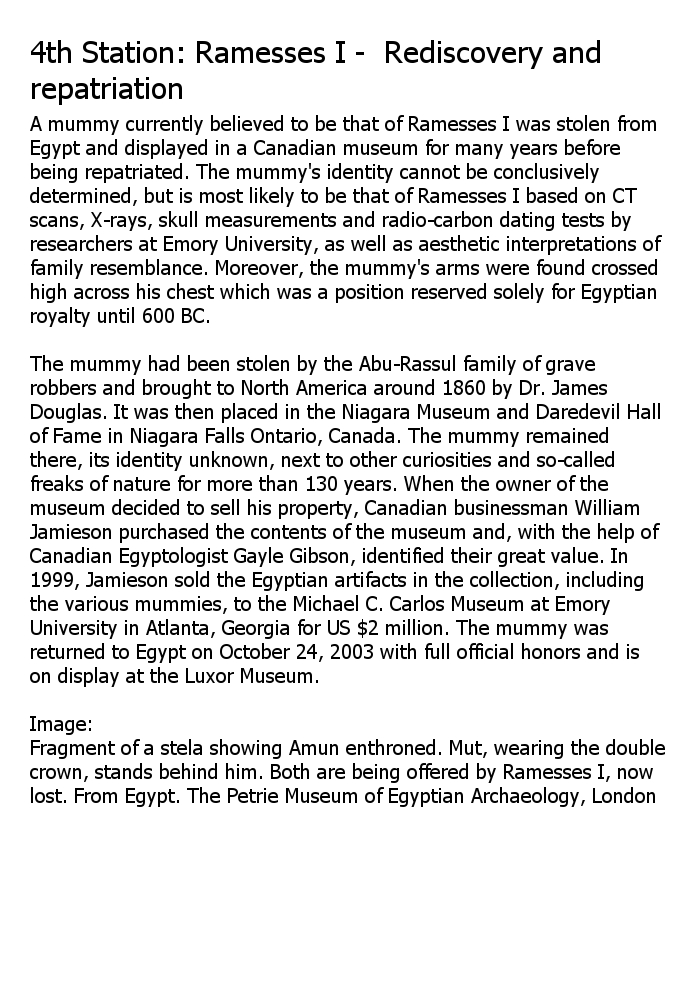 4th Station: Ramesses I -  Rediscovery and
repatriation
A mummy currently believed to be that of Ramesses I was stolen from
Egypt and displayed in a Canadian museum for many years before
being repatriated. The mummy's identity cannot be conclusively
determined, but is most likely to be that of Ramesses I based on CT
scans, X-rays, skull measurements and radio-carbon dating tests by
researchers at Emory University, as well as aesthetic interpretations of
family resemblance. Moreover, the mummy's arms were found crossed
high across his chest which was a position reserved solely for Egyptian
royalty until 600 BC.

The mummy had been stolen by the Abu-Rassul family of grave
robbers and brought to North America around 1860 by Dr. James
Douglas. It was then placed in the Niagara Museum and Daredevil Hall
of Fame in Niagara Falls Ontario, Canada. The mummy remained
there, its identity unknown, next to other curiosities and so-called
freaks of nature for more than 130 years. When the owner of the
museum decided to sell his property, Canadian businessman William
Jamieson purchased the contents of the museum and, with the help of
Canadian Egyptologist Gayle Gibson, identified their great value. In
1999, Jamieson sold the Egyptian artifacts in the collection, including
the various mummies, to the Michael C. Carlos Museum at Emory
University in Atlanta, Georgia for US $2 million. The mummy was
returned to Egypt on October 24, 2003 with full official honors and is
on display at the Luxor Museum.

Image:
Fragment of a stela showing Amun enthroned. Mut, wearing the double
crown, stands behind him. Both are being offered by Ramesses I, now
lost. From Egypt. The Petrie Museum of Egyptian Archaeology, London